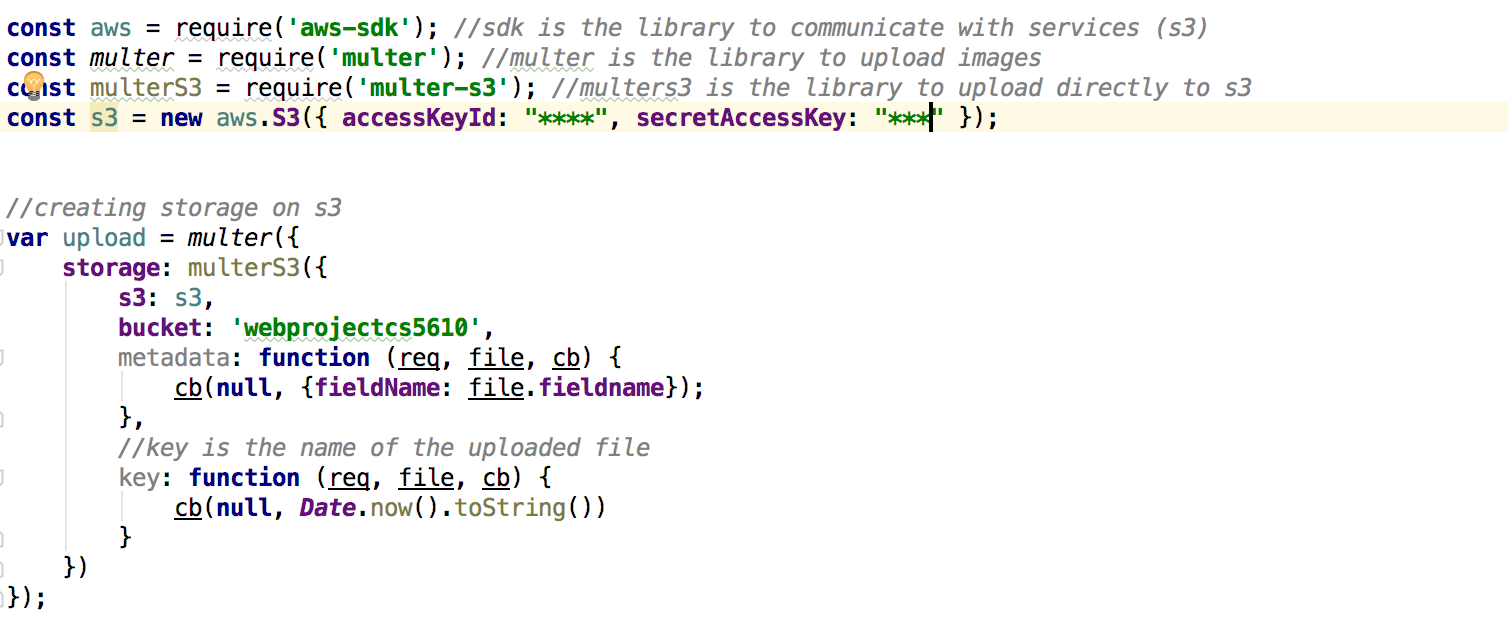 const aws = require('aws-sdk'); //sdk is the library to communicate with services (s3)
const multer = require('multer'); //multer is the library to upload images
const multerS3 = require('multer-s3'); //multers3 is the library to upload directly to s3
const s3 = new aws.S3({ accessKeyId: "****", secretAccessKey: "***" });
//creating storage on s3
var upload = multer({
    storage: multerS3({
        s3: s3,
        bucket: 'webprojectcs5610',
        metadata: function (req, file, cb) {
            cb(null, {fieldName: file.fieldname});
        },
        //key is the name of the uploaded file
        key: function (req, file, cb) {
            cb(null, Date.now().toString())
        }
    })
});